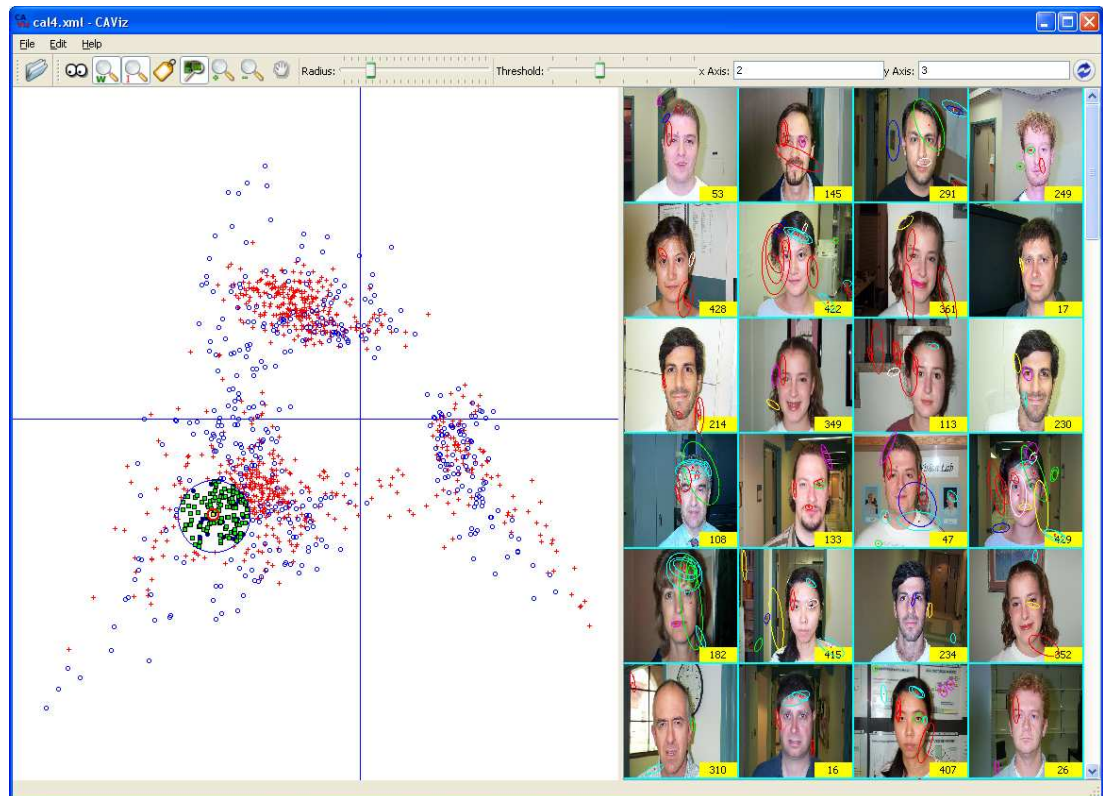 cal4.xml - CAViz
File Edit Help
Radius: Threshold: x Axis: 2 y Axis: 3
53 145 291 249
428 422 361 17
214 349 113 230
108 133 47 429
182 415 234 352
310 16 407 26